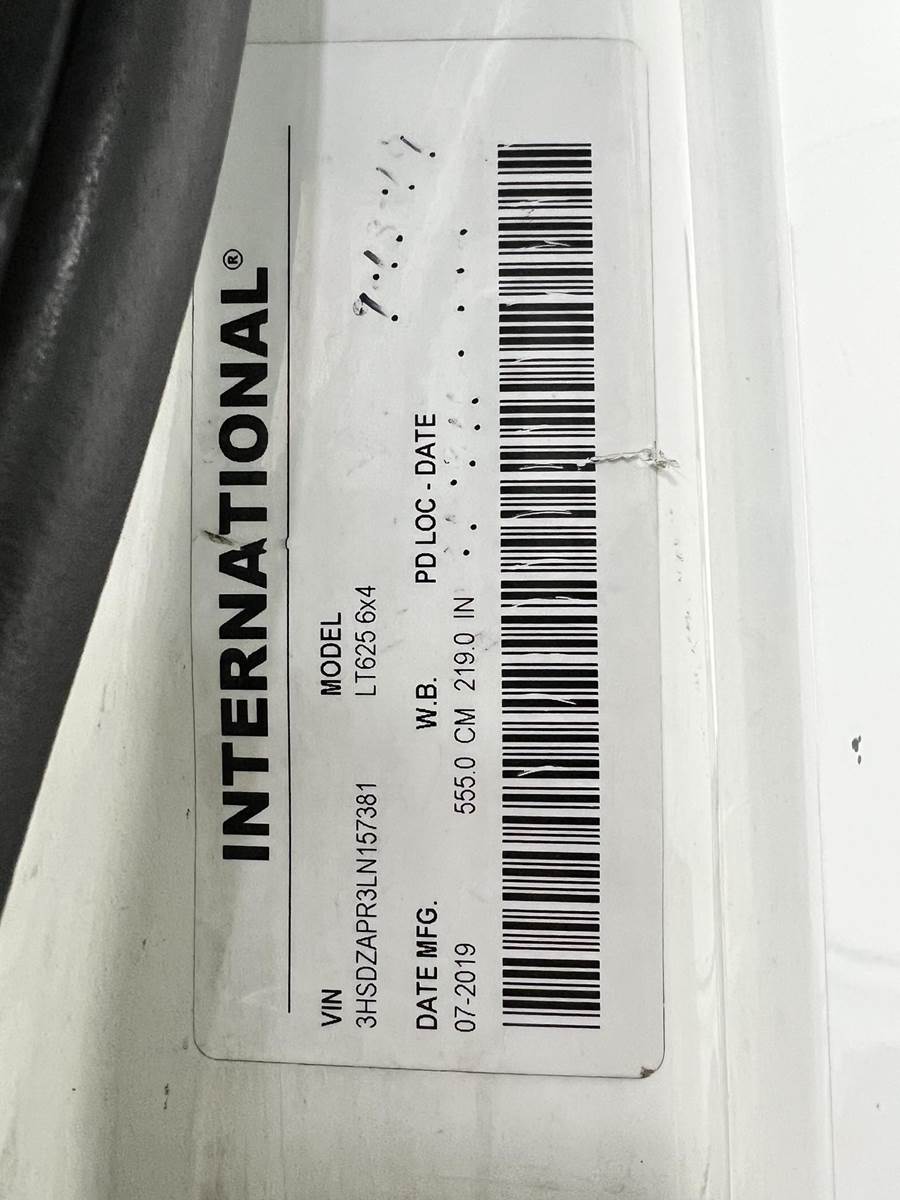 INTERNATIONAL®
VIN MODEL
3HSDZAPR3LN157381 LT625 6x4
DATE MFG. W.B. PD LOC - DATE
07-2019 555.0 CM 219.0 IN